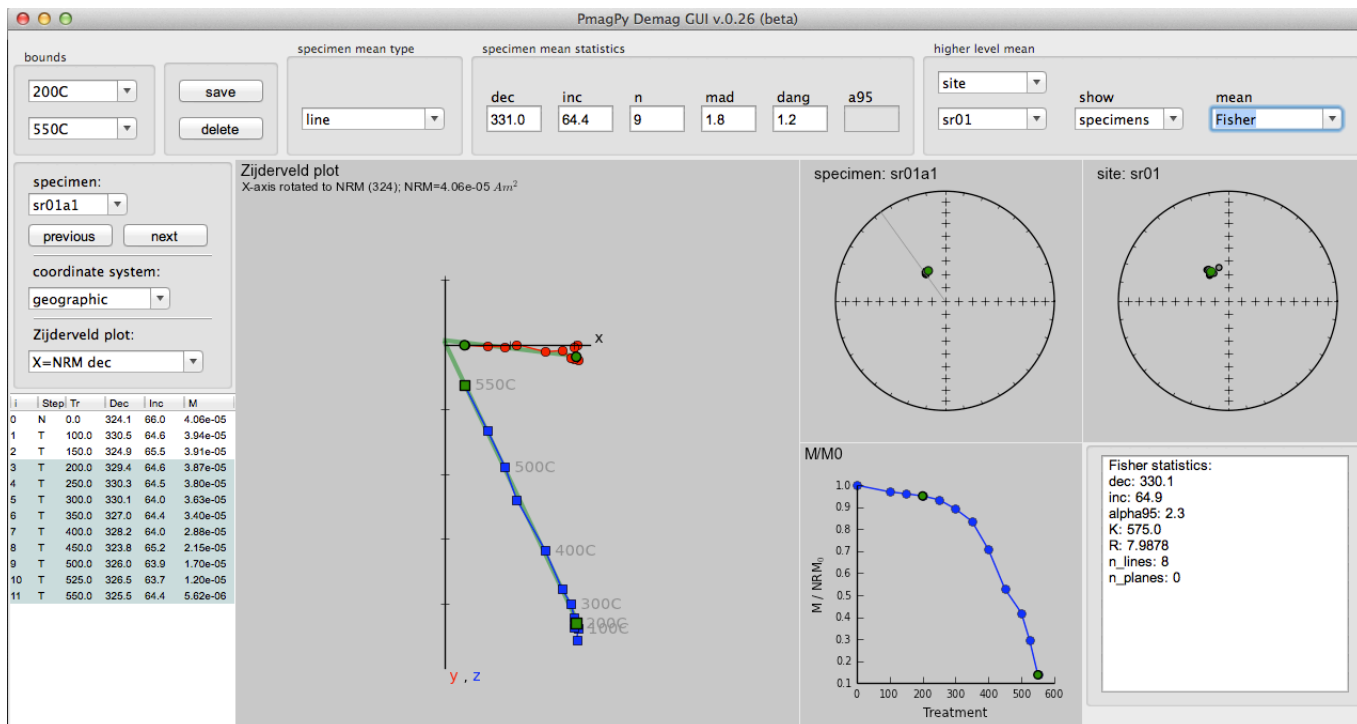 PmagPy Demag GUI v.0.26 (beta)
bounds
200C
550C
save
delete
specimen mean type
line
specimen mean statistics
dec inc n mad dang a95
331.0 64.4 9 1.8 1.2
higher level mean
site
sr01
show
specimens
mean
Fisher
specimen:
sr01a1
previous next
coordinate system:
geographic
Zijderveld plot:
X=NRM dec
i Step Tr Dec Inc M
0 N 0.0 324.1 66.0 4.06e-05
1 T 100.0 330.5 64.6 3.94e-05
2 T 150.0 324.9 65.5 3.91e-05
3 T 200.0 329.4 64.6 3.87e-05
4 T 250.0 330.3 64.5 3.80e-05
5 T 300.0 330.1 64.0 3.63e-05
6 T 350.0 327.0 64.4 3.40e-05
7 T 400.0 328.2 64.0 2.88e-05
8 T 450.0 323.8 65.2 2.15e-05
9 T 500.0 326.0 63.9 1.70e-05
10 T 525.0 326.5 63.7 1.20e-05
11 T 550.0 325.5 64.4 5.62e-06
Zijderveld plot
X-axis rotated to NRM (324); NRM=4.06e-05 Am²
x
550C
500C
400C
300C
200C
100C
y , z
specimen: sr01a1
site: sr01
M/M0
1.0
0.9
0.8
0.7
0.6
0.5
0.4
0.3
0.2
0.1
M / NRM₀
0 100 200 300 400 500 600
Treatment
Fisher statistics:
dec: 330.1
inc: 64.9
alpha95: 2.3
K: 575.0
R: 7.9878
n_lines: 8
n_planes: 0